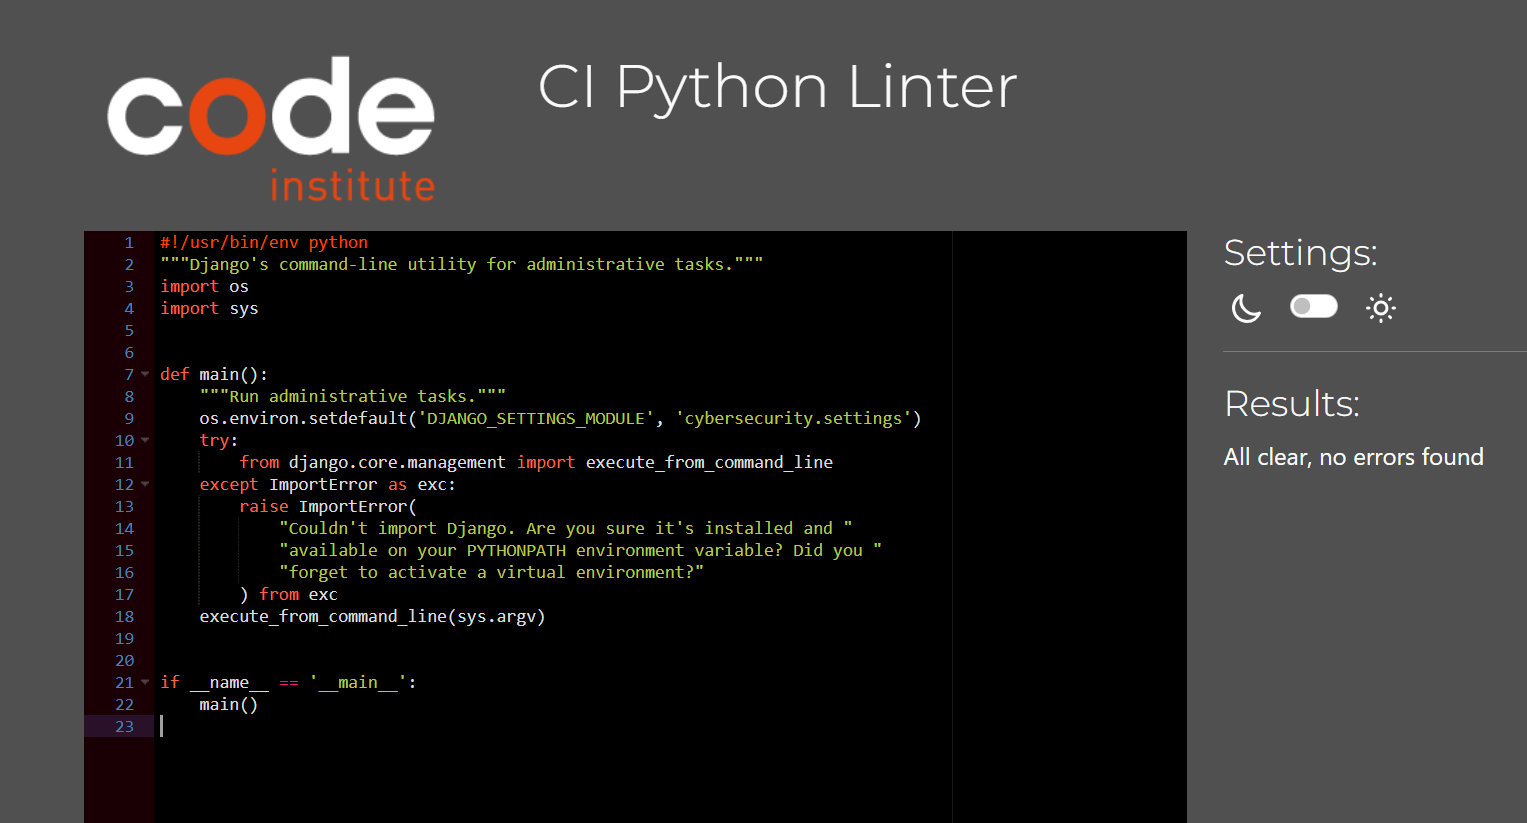 code
institute
CI Python Linter
1 #!/usr/bin/env python
2 """Django's command-line utility for administrative tasks."""
3 import os
4 import sys
5
6
7 def main():
8     """Run administrative tasks."""
9     os.environ.setdefault('DJANGO_SETTINGS_MODULE', 'cybersecurity.settings')
10     try:
11         from django.core.management import execute_from_command_line
12     except ImportError as exc:
13         raise ImportError(
14             "Couldn't import Django. Are you sure it's installed and "
15             "available on your PYTHONPATH environment variable? Did you "
16             "forget to activate a virtual environment?"
17         ) from exc
18     execute_from_command_line(sys.argv)
19
20
21 if __name__ == '__main__':
22     main()
23
Settings:
Results:
All clear, no errors found